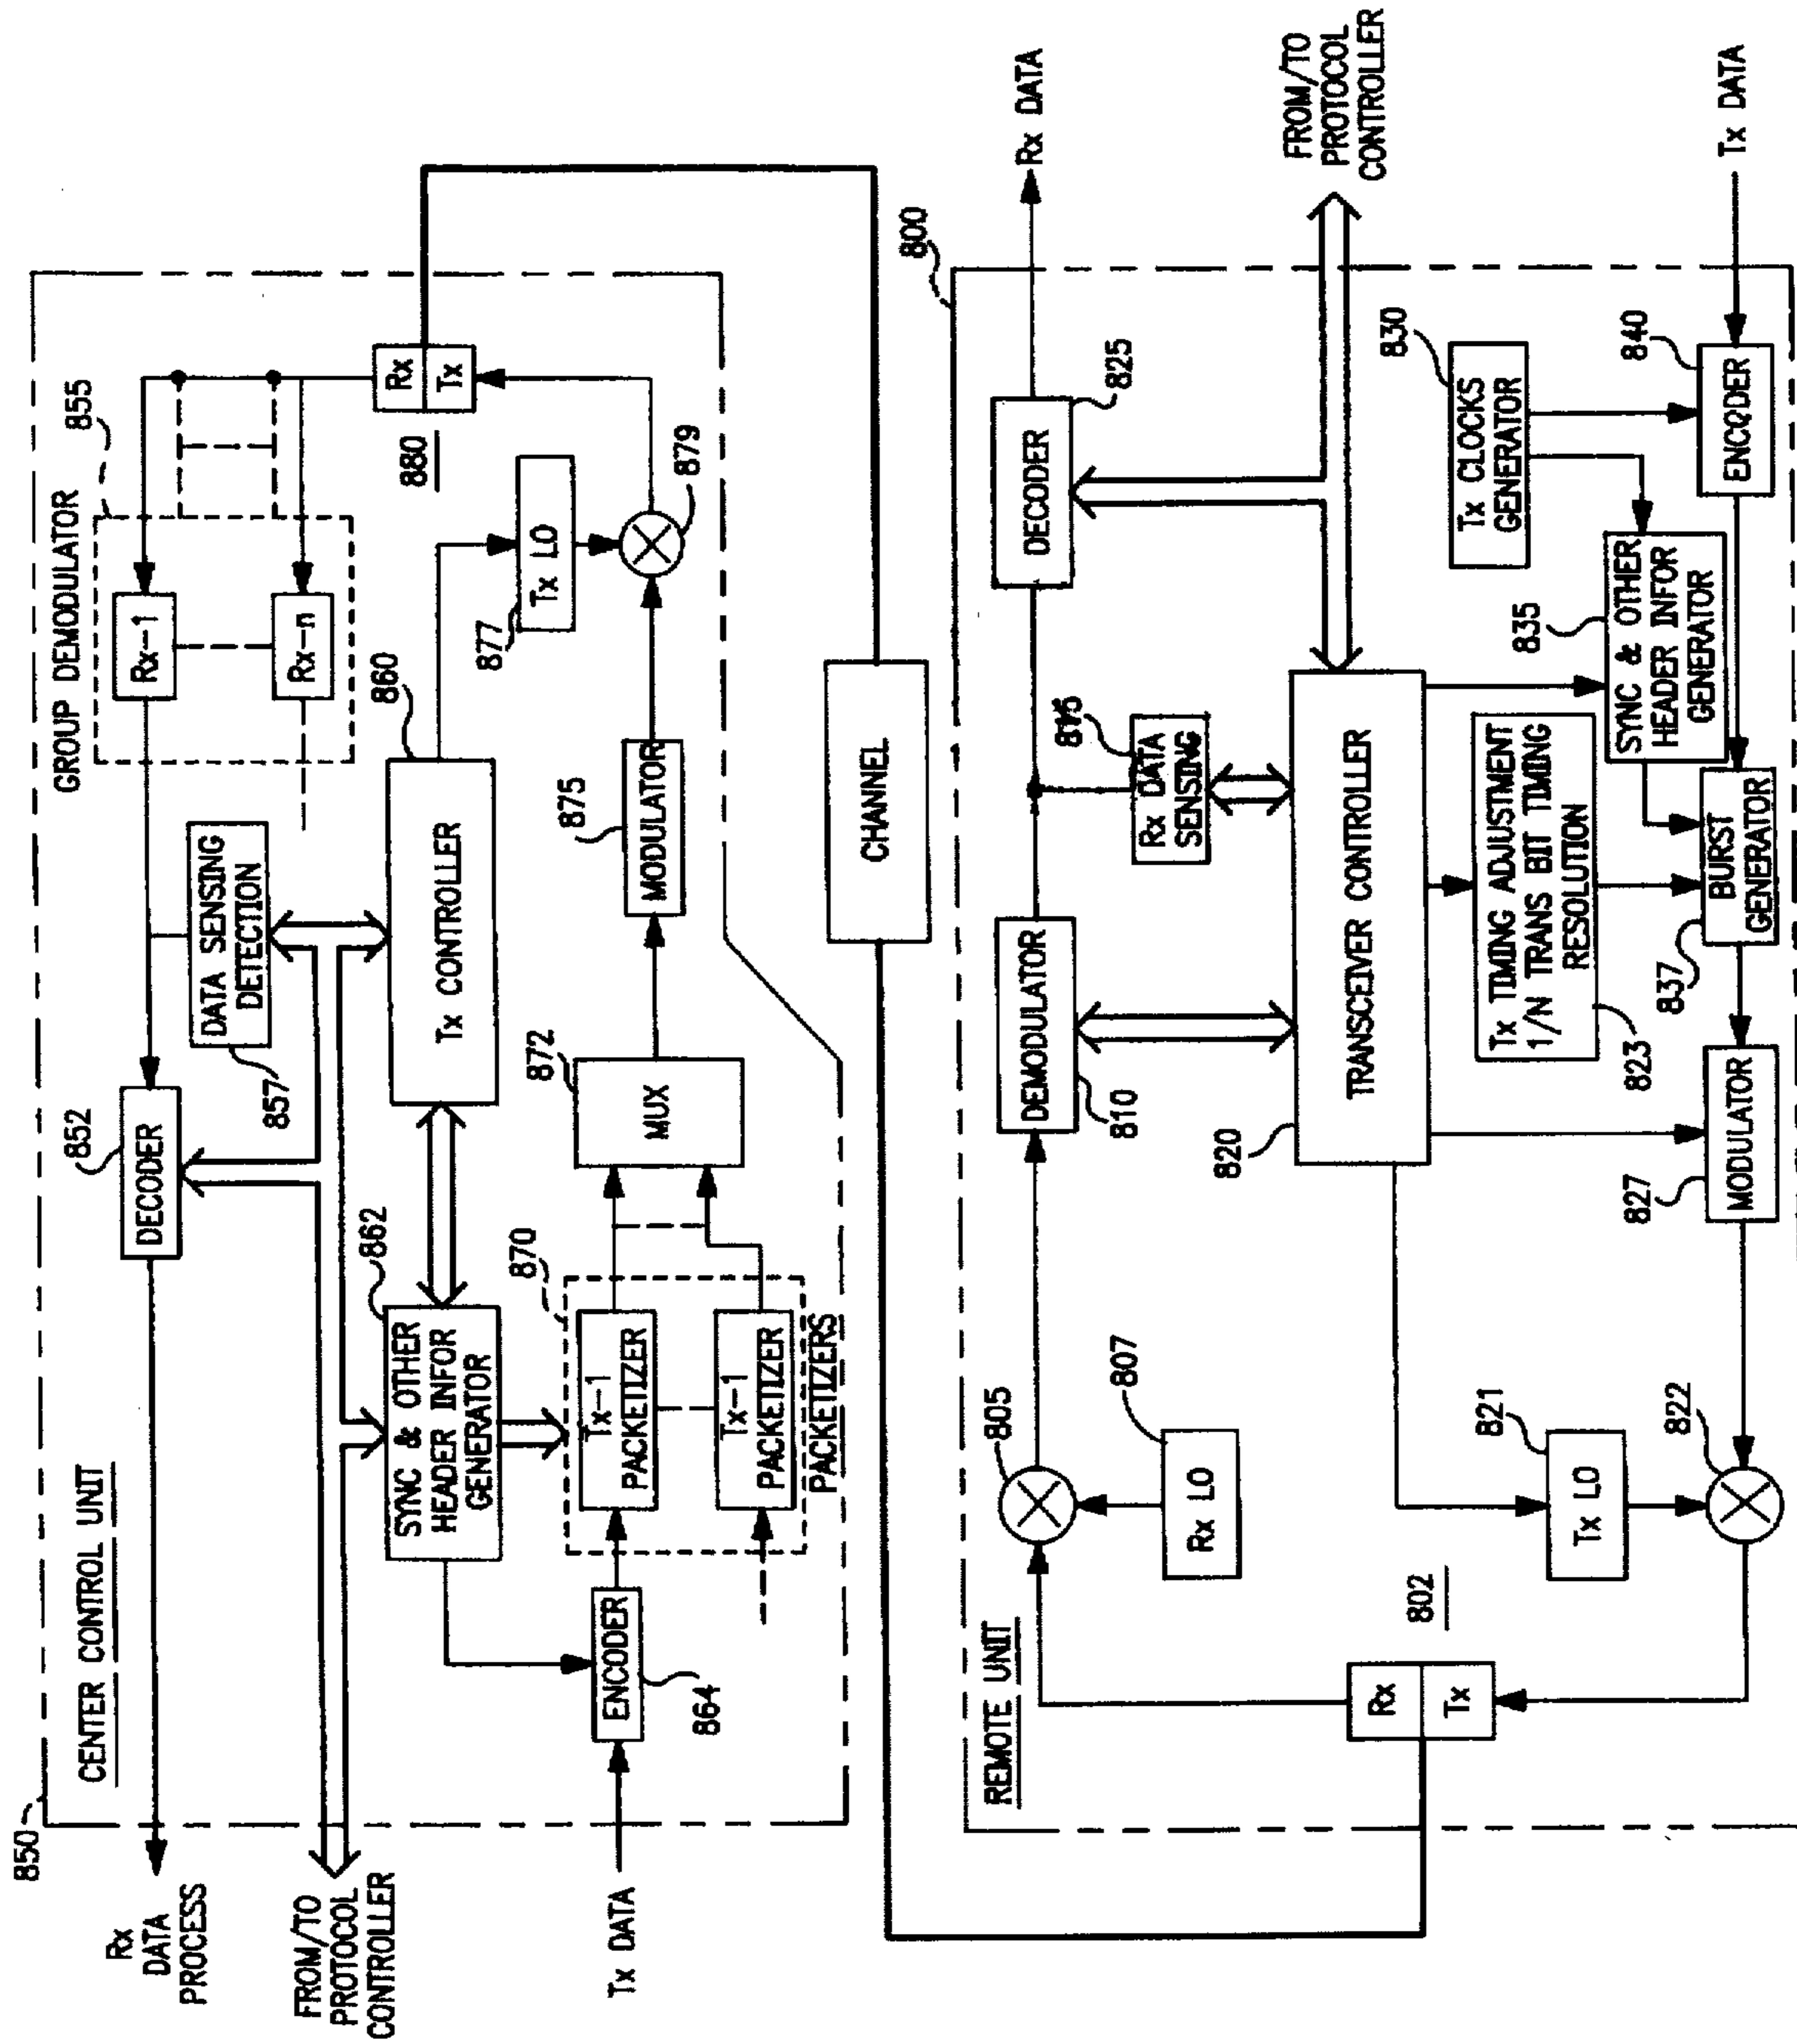 850
CENTER CONTROL UNIT
Rx
DATA
PROCESS
FROM/TO
PROTOCOL
CONTROLLER
Tx DATA
GROUP DEMODULATOR
855
Rx-1
Rx-n
852
DECODER
DATA SENSING
DETECTION
857
862
SYNC & OTHER
HEADER INFOR
GENERATOR
860
Tx CONTROLLER
877
Tx LO
879
880
Rx
Tx
ENCODER
864
870
Tx-1
PACKETIZER
Tx-1
PACKETIZER
PACKETIZERS
872
MUX
875
MODULATOR
CHANNEL
800
REMOTE UNIT
802
Rx
Tx
805
807
Rx LO
DEMODULATOR
810
Rx DATA
SENSING
DECODER
825
Rx DATA
FROM/TO
PROTOCOL
CONTROLLER
820
TRANSCEIVER CONTROLLER
821
Tx LO
822
Tx TIMING ADJUSTMENT
1/N TRANS BIT TIMING
RESOLUTION
823
827
MODULATOR
837
BURST
GENERATOR
835
SYNC & OTHER
HEADER INFOR
GENERATOR
830
Tx CLOCKS
GENERATOR
840
ENCODER
Tx DATA